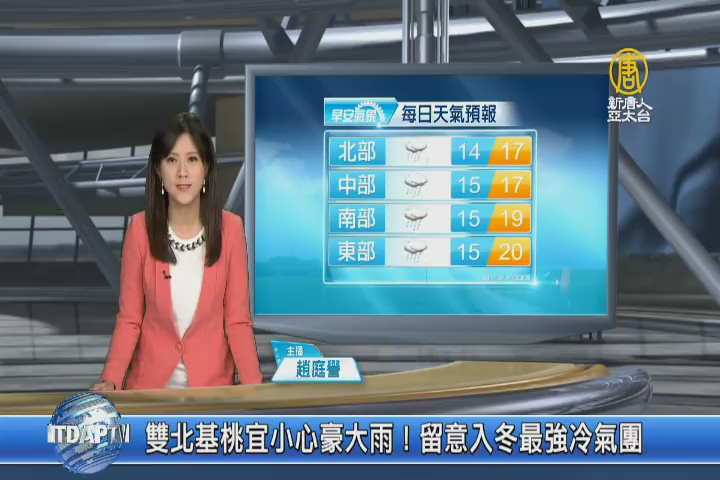 唐
新唐人
亞太台
早安氣象
每日天氣預報
北部 14 17
中部 15 17
南部 15 19
東部 15 20
主播
趙庭譽
NTDAPTV
雙北基桃宜小心豪大雨！留意入冬最強冷氣團